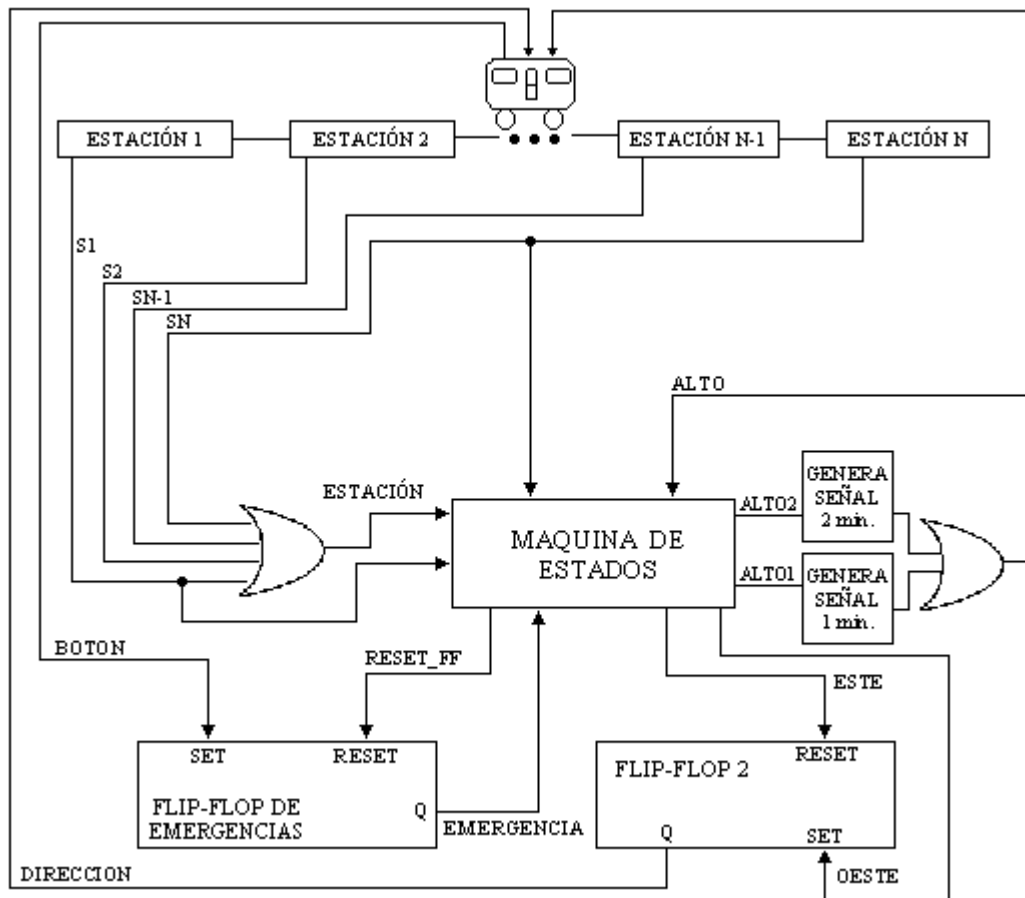 ESTACIÓN 1
ESTACIÓN 2
ESTACIÓN N-1
ESTACIÓN N
S1
S2
SN-1
SN
ALTO
ESTACIÓN
MAQUINA DE
ESTADOS
ALTO2
GENERA
SEÑAL
2 min.
ALTO1
GENERA
SEÑAL
1 min.
BOTON
RESET_FF
ESTE
SET
RESET
FLIP-FLOP DE
EMERGENCIAS
Q
EMERGENCIA
FLIP-FLOP 2
RESET
Q
SET
DIRECCION
OESTE